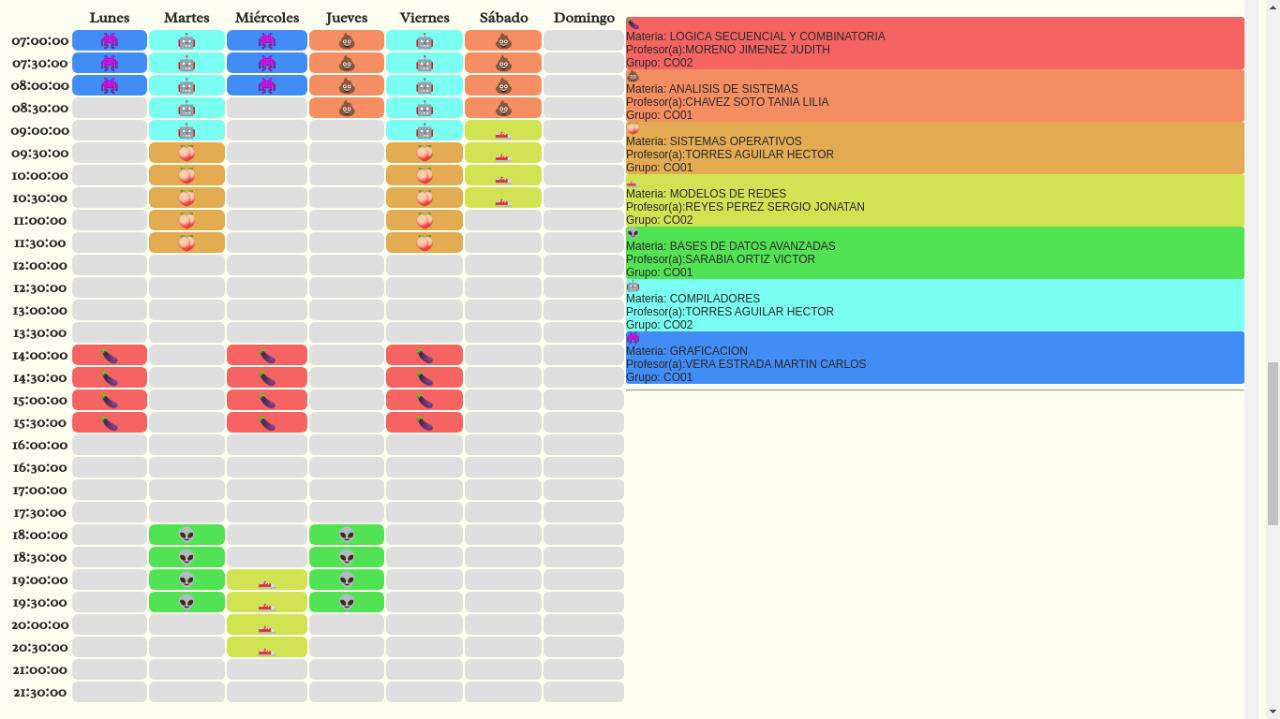 Lunes Martes Miércoles Jueves Viernes Sábado Domingo
07:00:00
07:30:00
08:00:00
08:30:00
09:00:00
09:30:00
10:00:00
10:30:00
11:00:00
11:30:00
12:00:00
12:30:00
13:00:00
13:30:00
14:00:00
14:30:00
15:00:00
15:30:00
16:00:00
16:30:00
17:00:00
17:30:00
18:00:00
18:30:00
19:00:00
19:30:00
20:00:00
20:30:00
21:00:00
21:30:00
Materia: LOGICA SECUENCIAL Y COMBINATORIA
Profesor(a):MORENO JIMENEZ JUDITH
Grupo: CO02
Materia: ANALISIS DE SISTEMAS
Profesor(a):CHAVEZ SOTO TANIA LILIA
Grupo: CO01
Materia: SISTEMAS OPERATIVOS
Profesor(a):TORRES AGUILAR HECTOR
Grupo: CO01
Materia: MODELOS DE REDES
Profesor(a):REYES PEREZ SERGIO JONATAN
Grupo: CO02
Materia: BASES DE DATOS AVANZADAS
Profesor(a):SARABIA ORTIZ VICTOR
Grupo: CO01
Materia: COMPILADORES
Profesor(a):TORRES AGUILAR HECTOR
Grupo: CO02
Materia: GRAFICACION
Profesor(a):VERA ESTRADA MARTIN CARLOS
Grupo: CO01